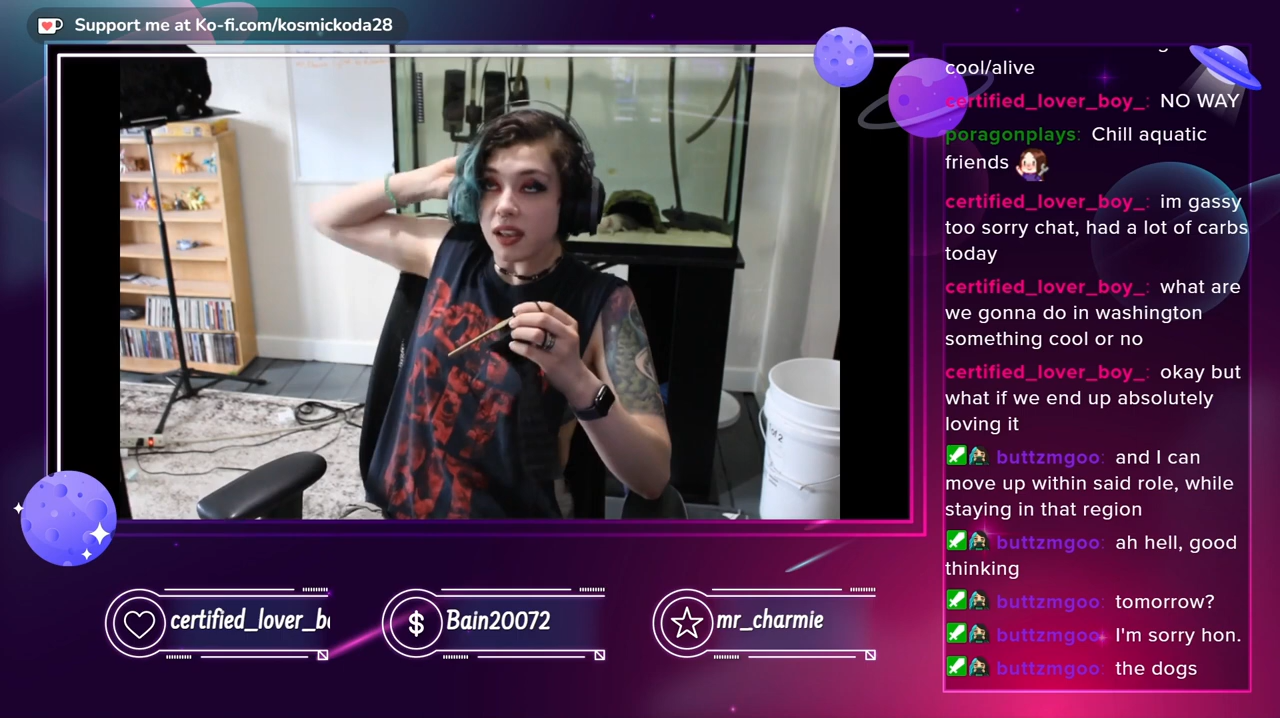 Support me at Ko-fi.com/kosmickoda28
cool/alive
certified_lover_boy_: NO WAY
poragonplays: Chill aquatic
friends
certified_lover_boy_: im gassy
too sorry chat, had a lot of carbs
today
certified_lover_boy_: what are
we gonna do in washington
something cool or no
certified_lover_boy_: okay but
what if we end up absolutely
loving it
buttzmgoo: and I can
move up within said role, while
staying in that region
buttzmgoo: ah hell, good
thinking
buttzmgoo: tomorrow?
buttzmgoo: I'm sorry hon.
buttzmgoo: the dogs
certified_lover_bo
$ Bain20072
mr_charmie